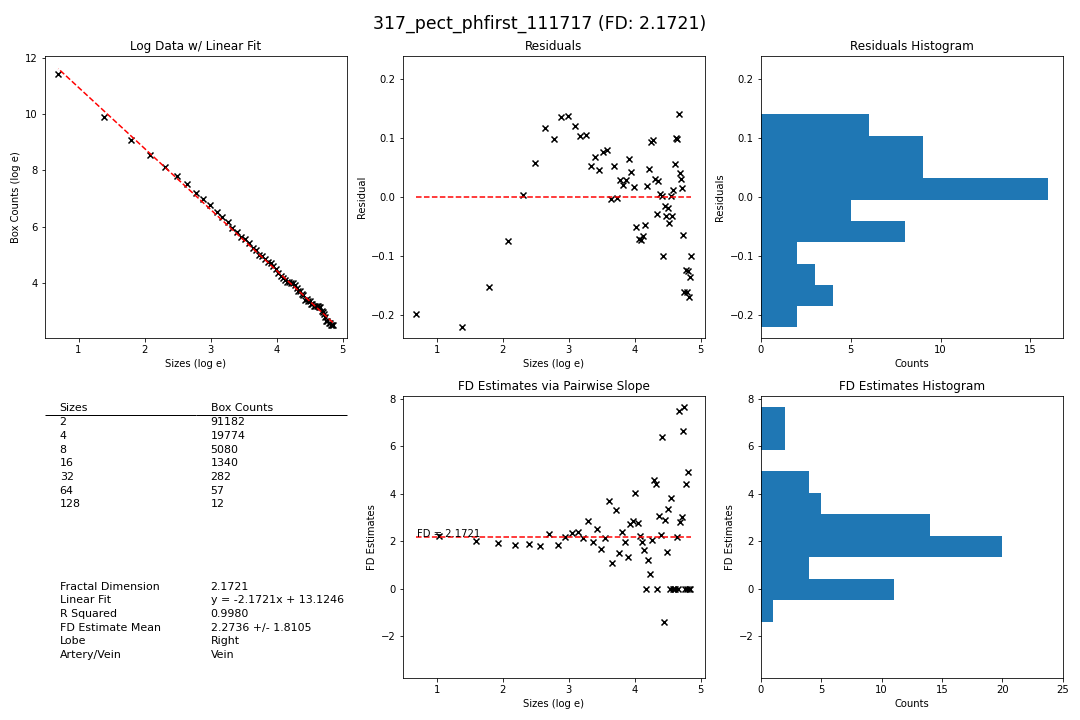 317_pect_phfirst_111717 (FD: 2.1721)
Log Data w/ Linear Fit
12
10
8
6
4
Box Counts (log e)
1 2 3 4 5
Sizes (log e)
Residuals
0.2
0.1
0.0
−0.1
−0.2
Residual
1 2 3 4 5
Sizes (log e)
Residuals Histogram
0.2
0.1
0.0
−0.1
−0.2
Residuals
0 5 10 15
Counts
Sizes Box Counts
2 91182
4 19774
8 5080
16 1340
32 282
64 57
128 12
Fractal Dimension 2.1721
Linear Fit y = -2.1721x + 13.1246
R Squared 0.9980
FD Estimate Mean 2.2736 +/- 1.8105
Lobe Right
Artery/Vein Vein
FD Estimates via Pairwise Slope
8
6
4
2
0
−2
FD Estimates
FD = 2.1721
1 2 3 4 5
Sizes (log e)
FD Estimates Histogram
8
6
4
2
0
−2
FD Estimates
0 5 10 15 20 25
Counts